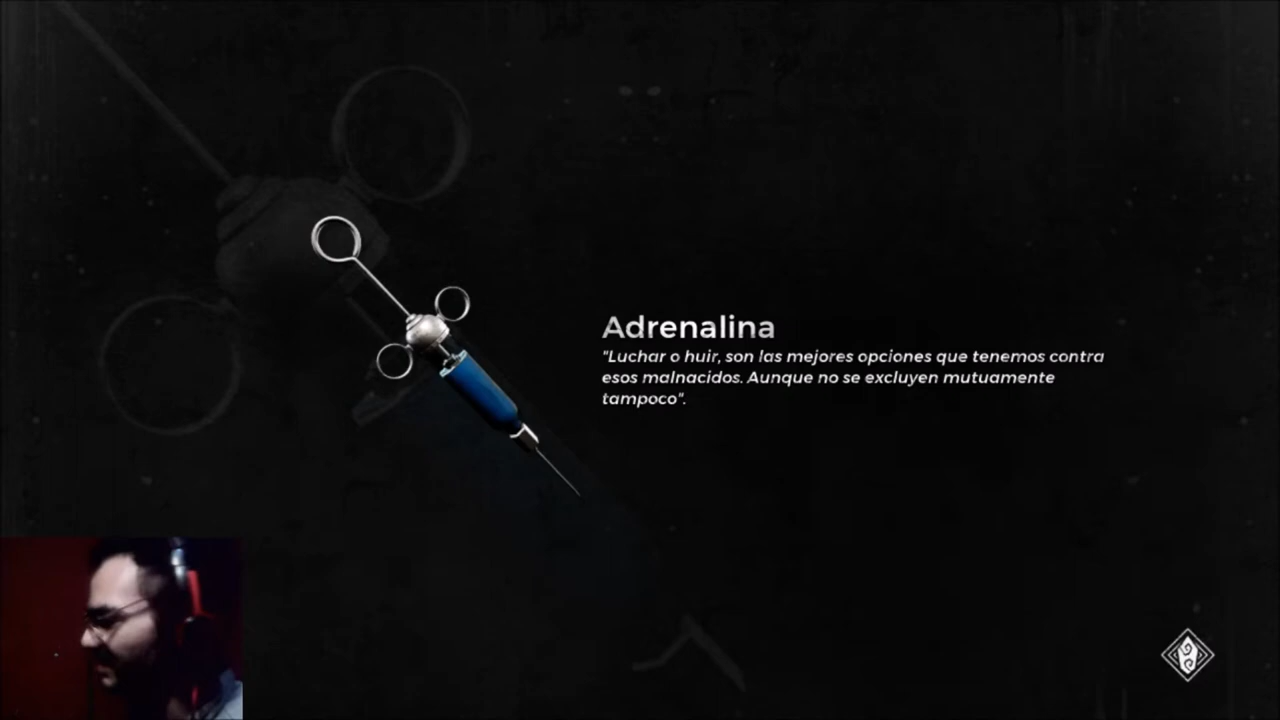 Adrenalina
"Luchar o huir, son las mejores opciones que tenemos contra
esos malnacidos. Aunque no se excluyen mutuamente
tampoco".